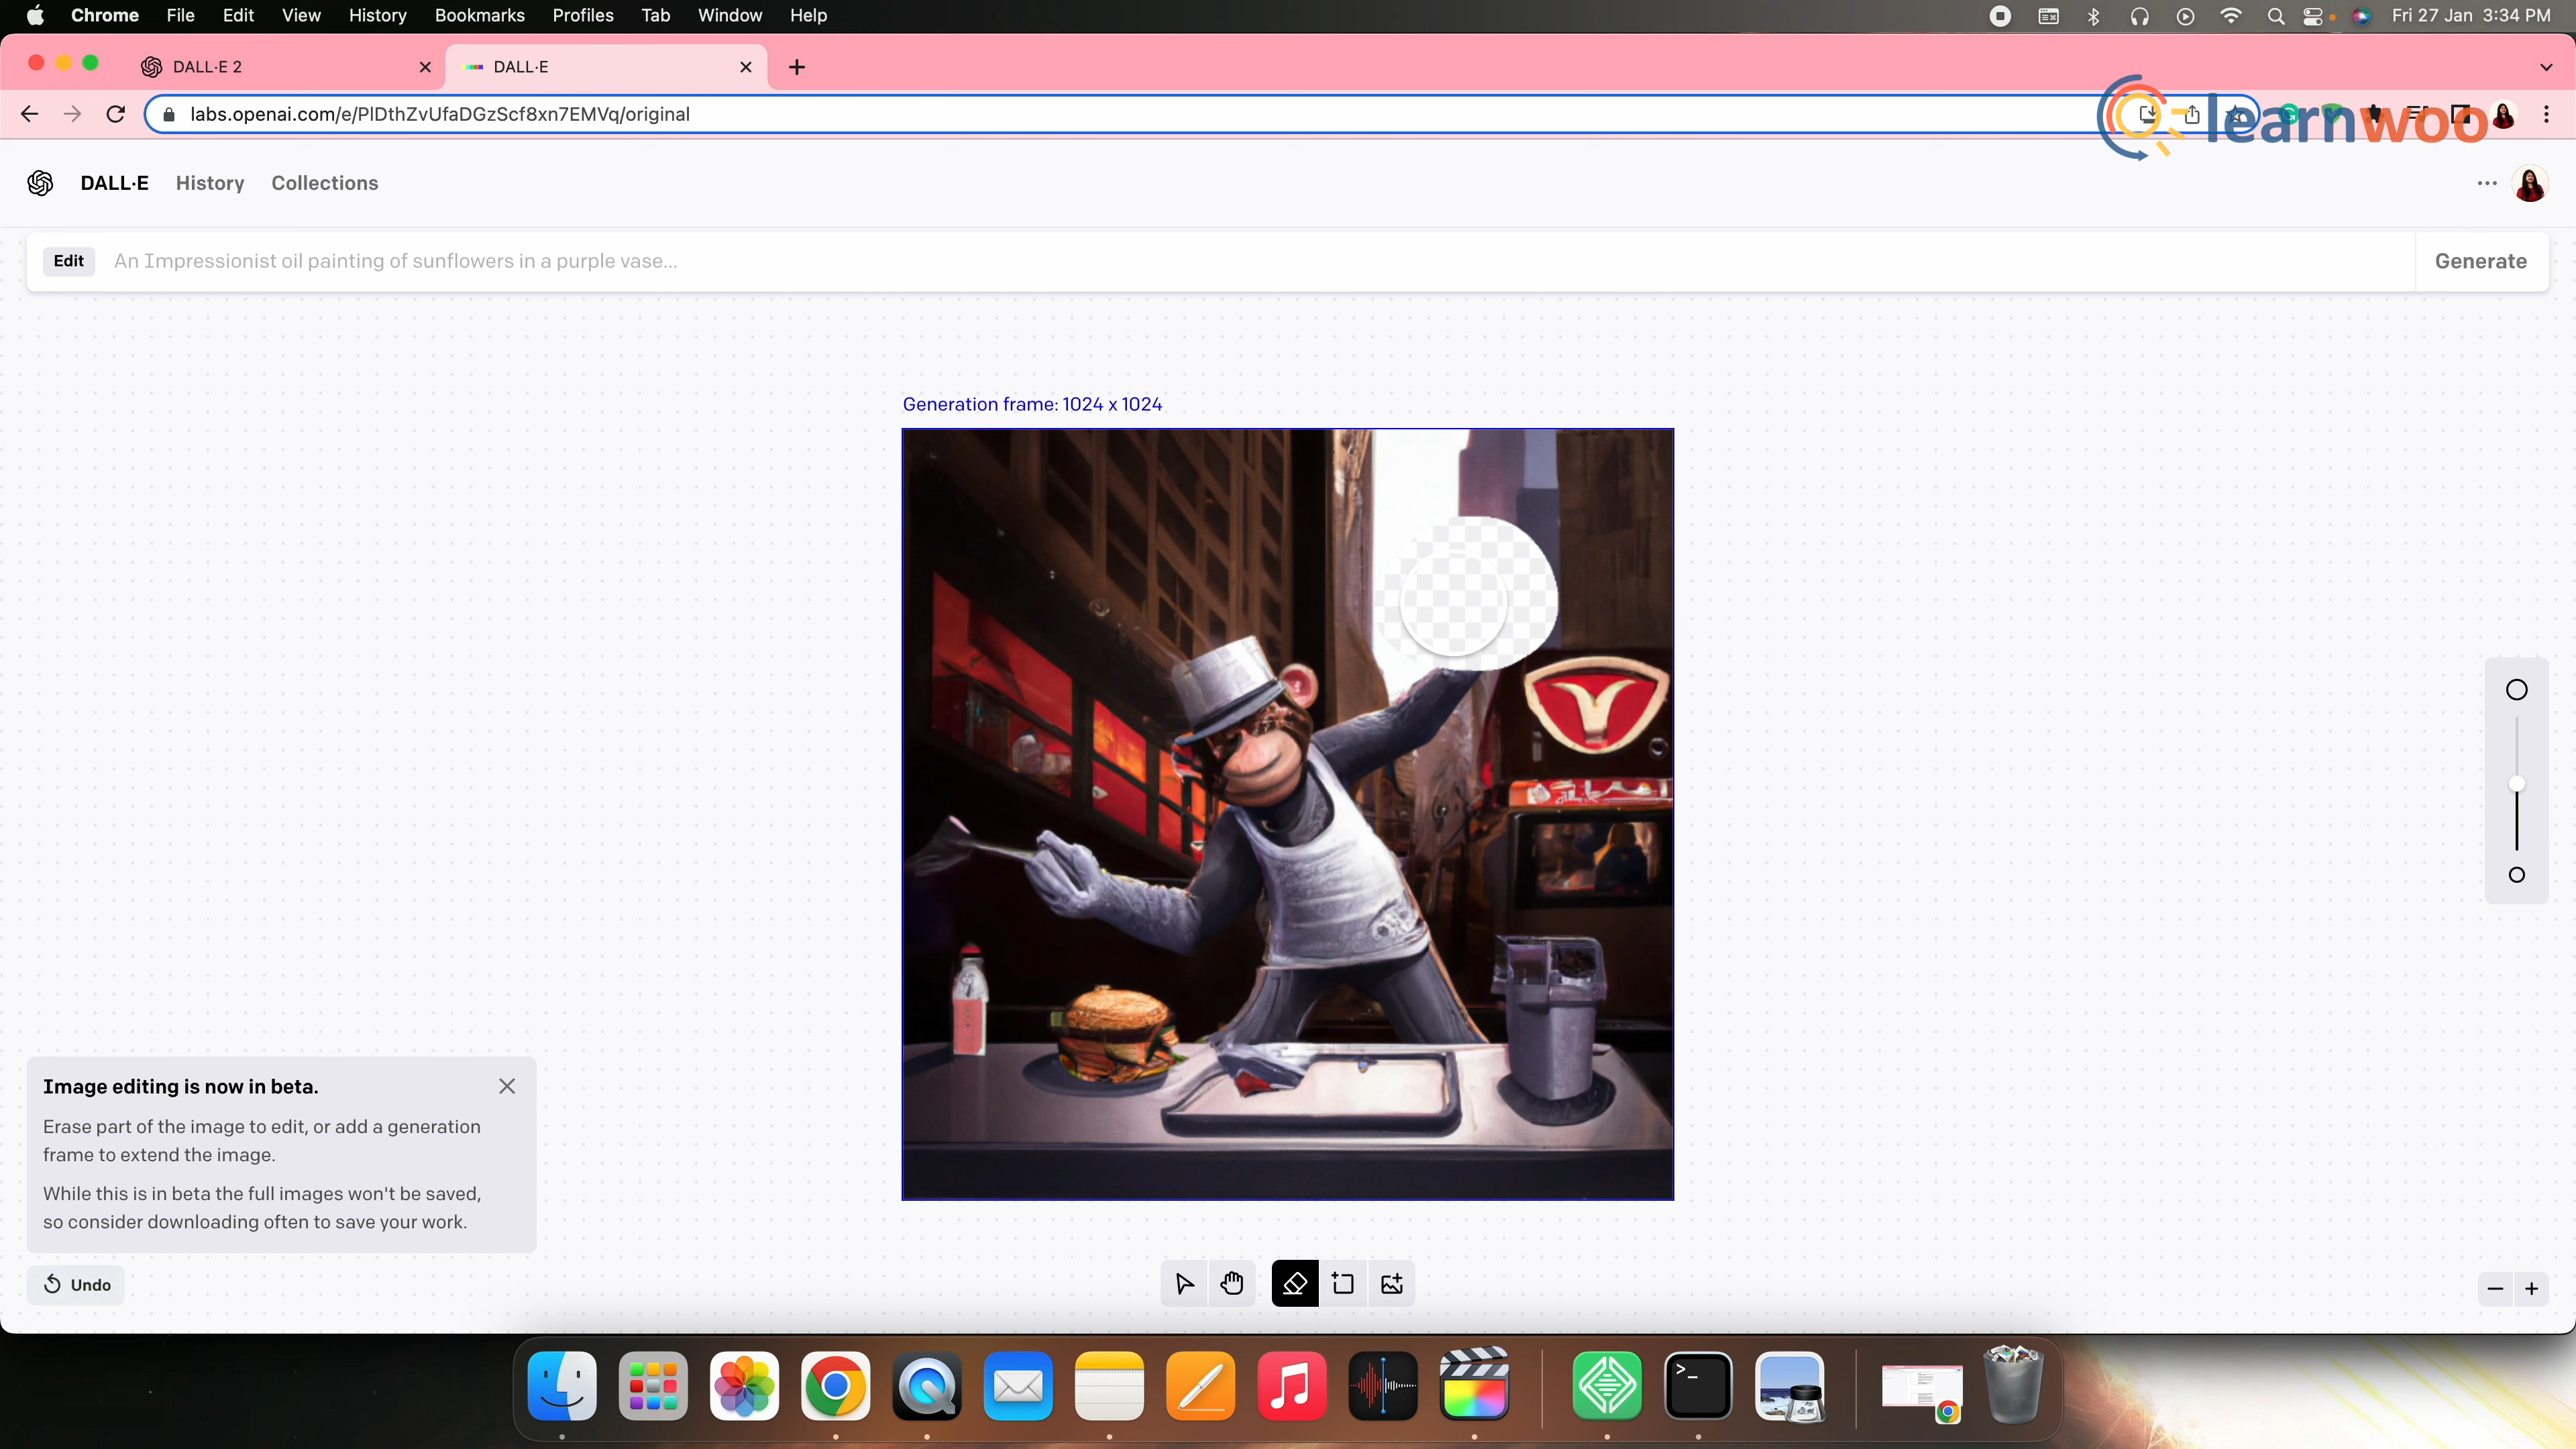 Chrome File Edit View History Bookmarks Profiles Tab Window Help Fri 27 Jan 3:34 PM
DALL·E 2 DALL·E
labs.openai.com/e/PlDthZvUfaDGzScf8xn7EMVq/original
learnwoo
DALL·E History Collections
Edit An Impressionist oil painting of sunflowers in a purple vase... Generate
Generation frame: 1024 x 1024
Image editing is now in beta.
Erase part of the image to edit, or add a generation
frame to extend the image.
While this is in beta the full images won't be saved,
so consider downloading often to save your work.
Undo